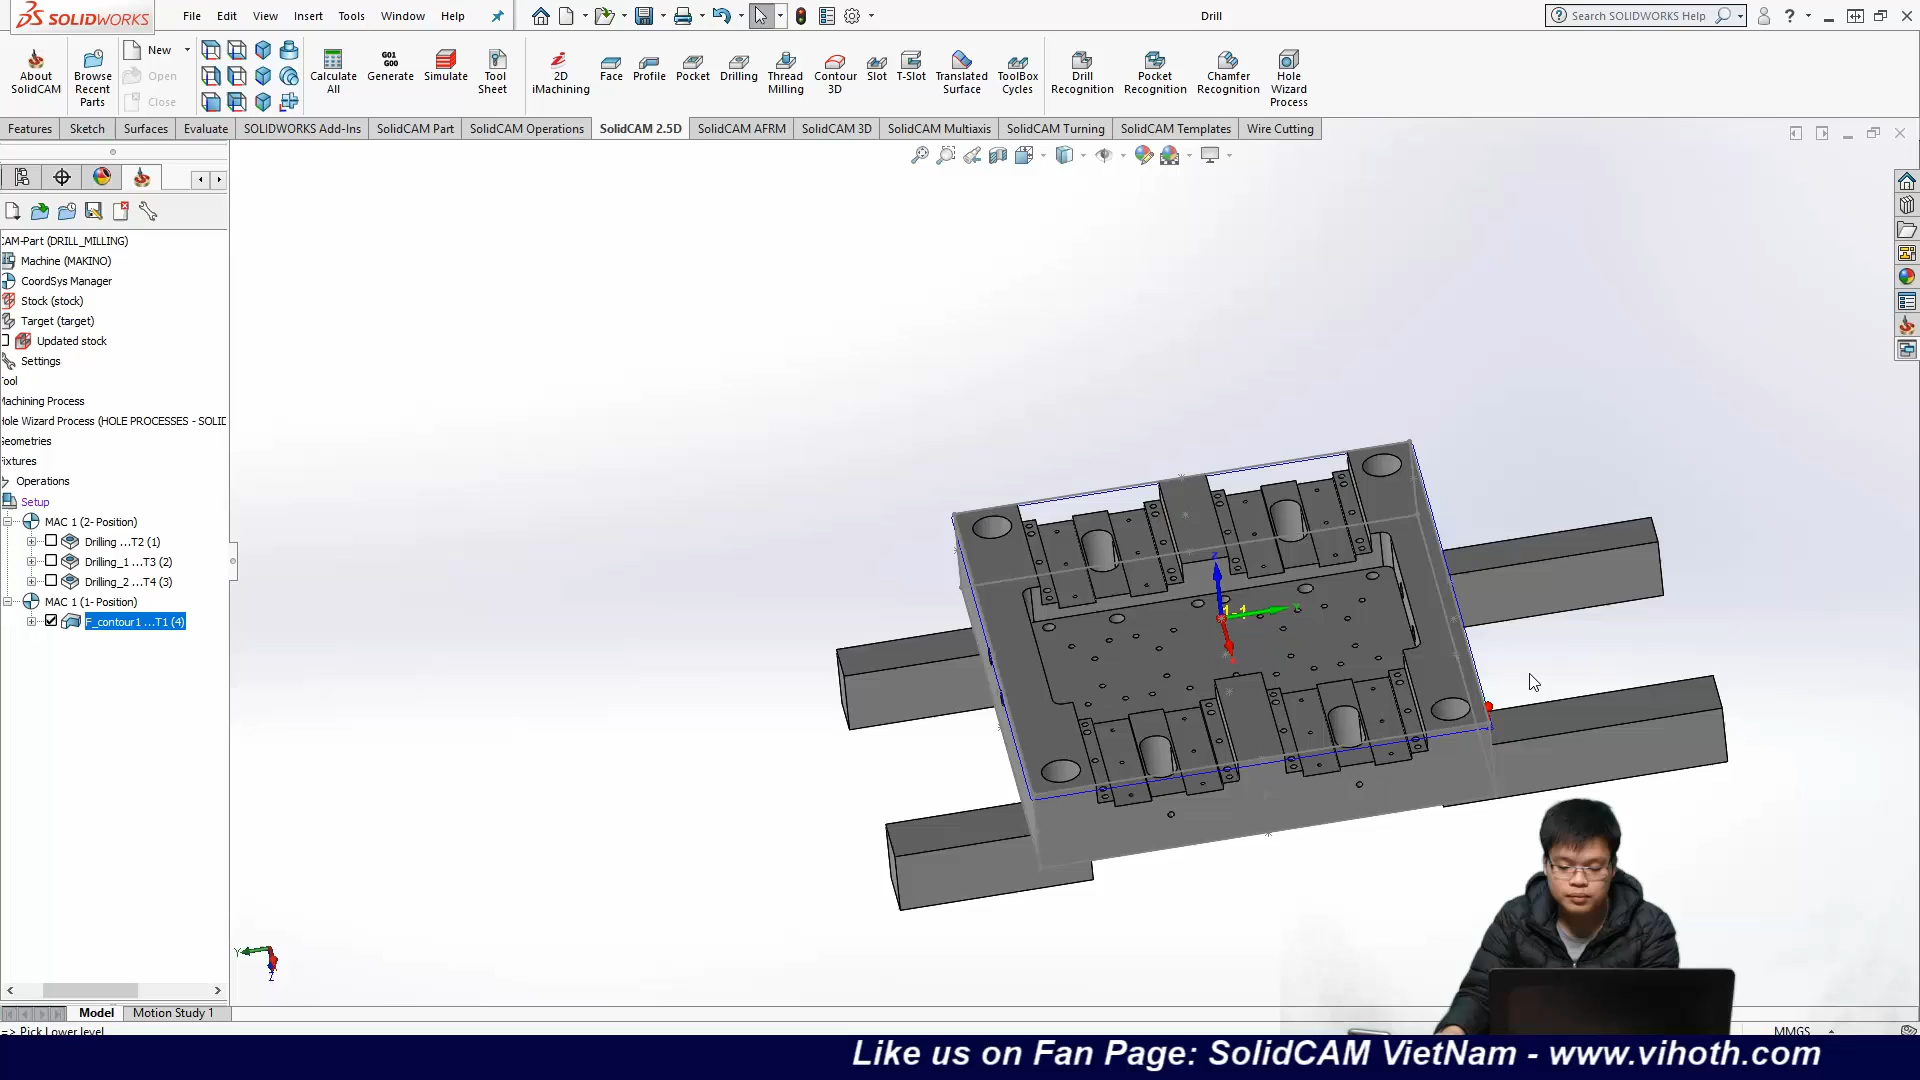 SOLIDWORKS
File
Edit
View
Insert
Tools
Window
Help
Drill
Search SOLIDWORKS Help
?
About SolidCAM
Browse Recent Parts
New
Open
Close
Calculate All
G01 G00
Generate
Simulate
Tool Sheet
2D iMachining
Face
Profile
Pocket
Drilling
Thread Milling
Contour 3D
Slot
T-Slot
Translated Surface
ToolBox Cycles
Drill Recognition
Pocket Recognition
Chamfer Recognition
Hole Wizard Process
Features
Sketch
Surfaces
Evaluate
SOLIDWORKS Add-Ins
SolidCAM Part
SolidCAM Operations
SolidCAM 2.5D
SolidCAM AFRM
SolidCAM 3D
SolidCAM Multiaxis
SolidCAM Turning
SolidCAM Templates
Wire Cutting
CAM-Part (DRILL_MILLING)
Machine (MAKINO)
CoordSys Manager
Stock (stock)
Target (target)
Updated stock
Settings
ool
Machining Process
Hole Wizard Process (HOLE PROCESSES - SOLID
Geometries
ixtures
Operations
Setup
MAC 1 (2- Position)
Drilling ...T2 (1)
Drilling_1 ...T3 (2)
Drilling_2 ...T4 (3)
MAC 1 (1- Position)
F_contour1 ...T1 (4)
Z
1-1
Y
Z
Model
Motion Study 1
=> Pick Lower level
MMGS
Like us on Fan Page: SolidCAM VietNam - www.vihoth.com